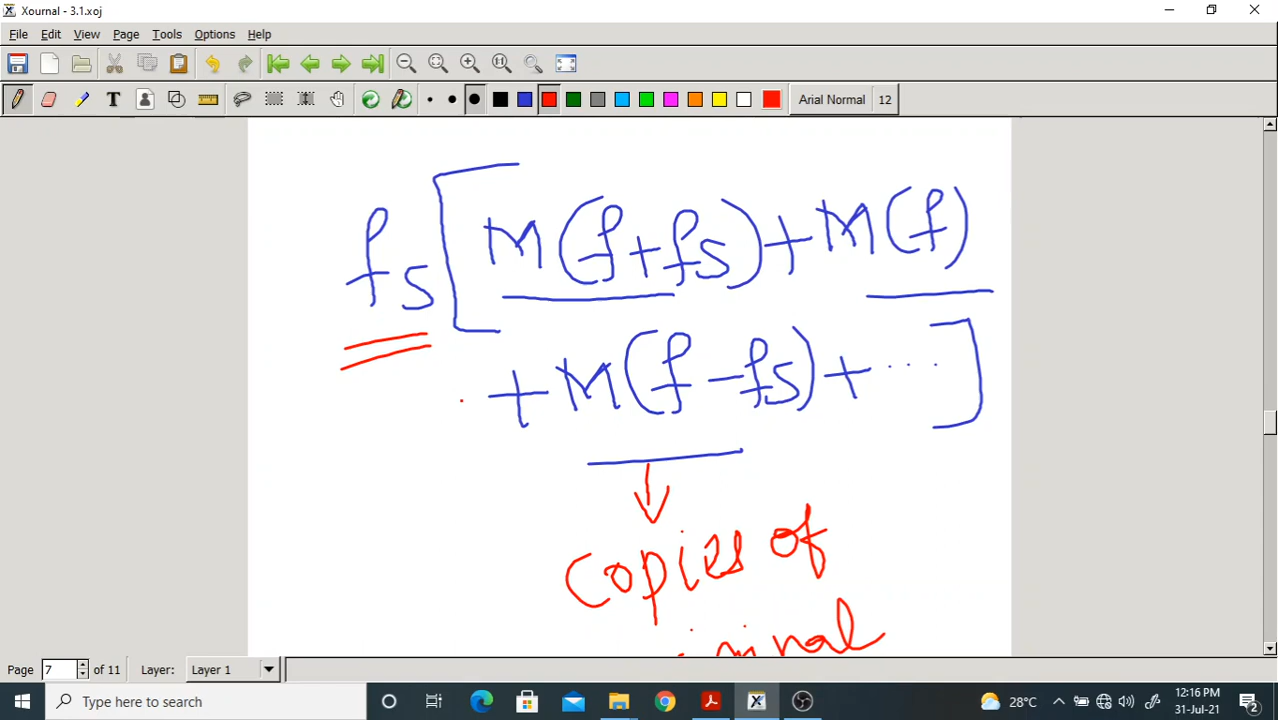 Xournal - 3.1.xoj
File Edit View Page Tools Options Help
Arial Normal 12
fs[M(f+fs)+M(f)
+M(f-fs)+...]
Copies of
Page 7 of 11 Layer: Layer 1
Type here to search
28°C
12:16 PM
31-Jul-21
2